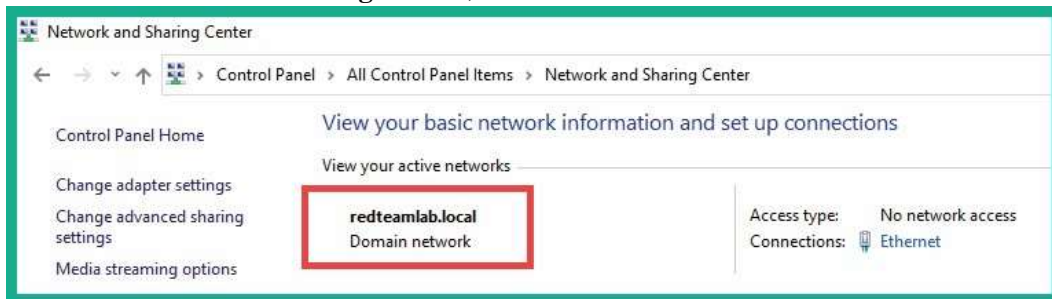 Network and Sharing Center
Control Panel > All Control Panel Items > Network and Sharing Center
Control Panel Home
View your basic network information and set up connections
View your active networks
Change adapter settings
Change advanced sharing
settings
redteamlab.local
Domain network
Access type: No network access
Connections: Ethernet
Media streaming options